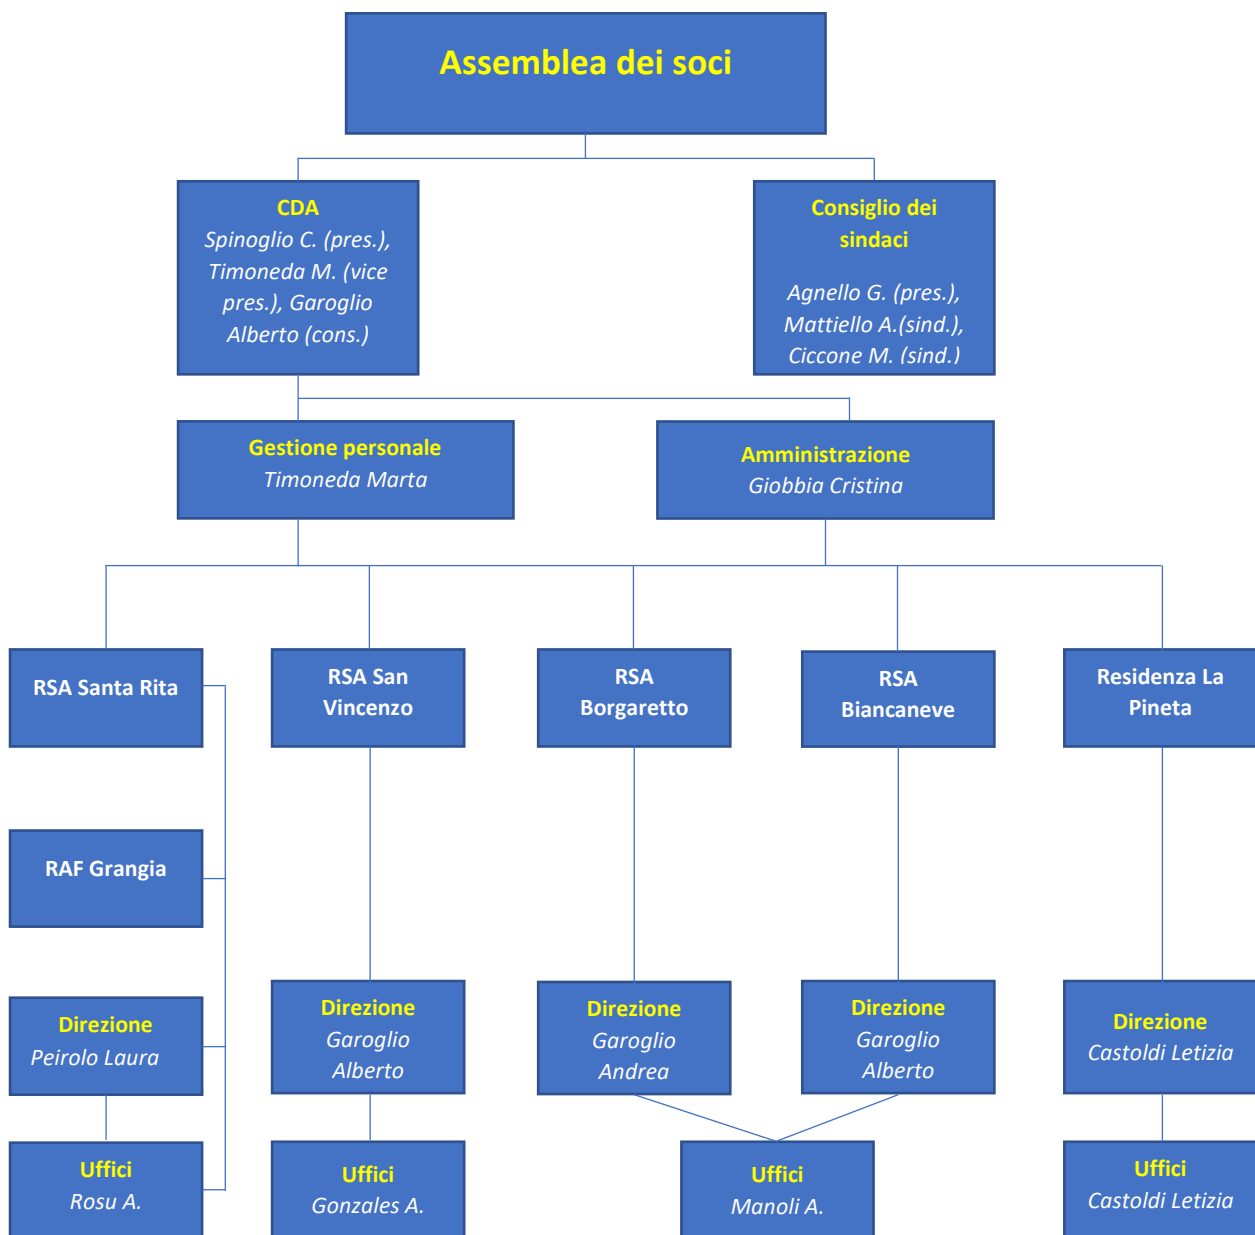 Assemblea dei soci
CDA
Spinoglio C. (pres.),
Timoneda M. (vice
pres.), Garoglio
Alberto (cons.)
Consiglio dei
sindaci
Agnello G. (pres.),
Mattiello A.(sind.),
Ciccone M. (sind.)
Gestione personale
Timoneda Marta
Amministrazione
Giobbia Cristina
RSA Santa Rita
RSA San
Vincenzo
RSA
Borgaretto
RSA
Biancaneve
Residenza La
Pineta
RAF Grangia
Direzione
Peirolo Laura
Direzione
Garoglio
Alberto
Direzione
Garoglio
Andrea
Direzione
Garoglio
Alberto
Direzione
Castoldi Letizia
Uffici
Rosu A.
Uffici
Gonzales A.
Uffici
Manoli A.
Uffici
Castoldi Letizia